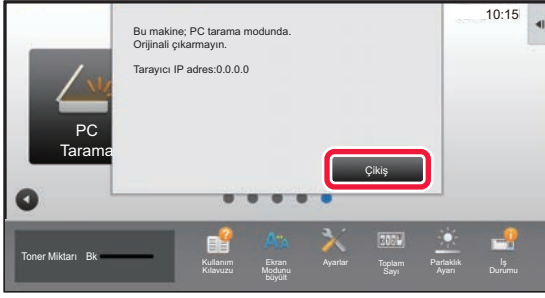 10:15
Bu makine; PC tarama modunda.
Orijinali çıkarmayın.
Tarayıcı IP adres:0.0.0.0
PC
Tarama
Çikiş
Toner Miktarı Bk
Kullanım
Kılavuzu
Ekran
Modunu
büyült
Ayarlar
Toplam
Sayı
Parlaklık
Ayarı
İş
Durumu